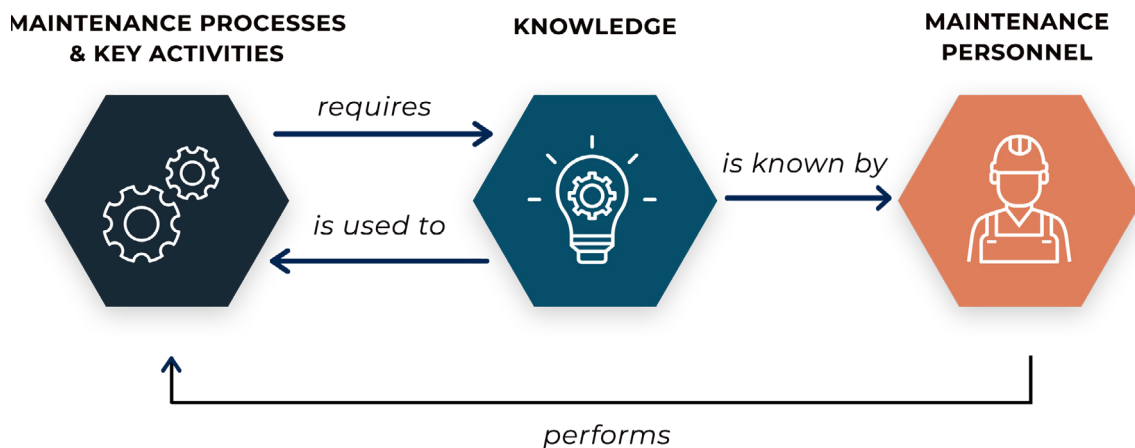 MAINTENANCE PROCESSES
& KEY ACTIVITIES
KNOWLEDGE
MAINTENANCE
PERSONNEL
requires
is used to
is known by
performs